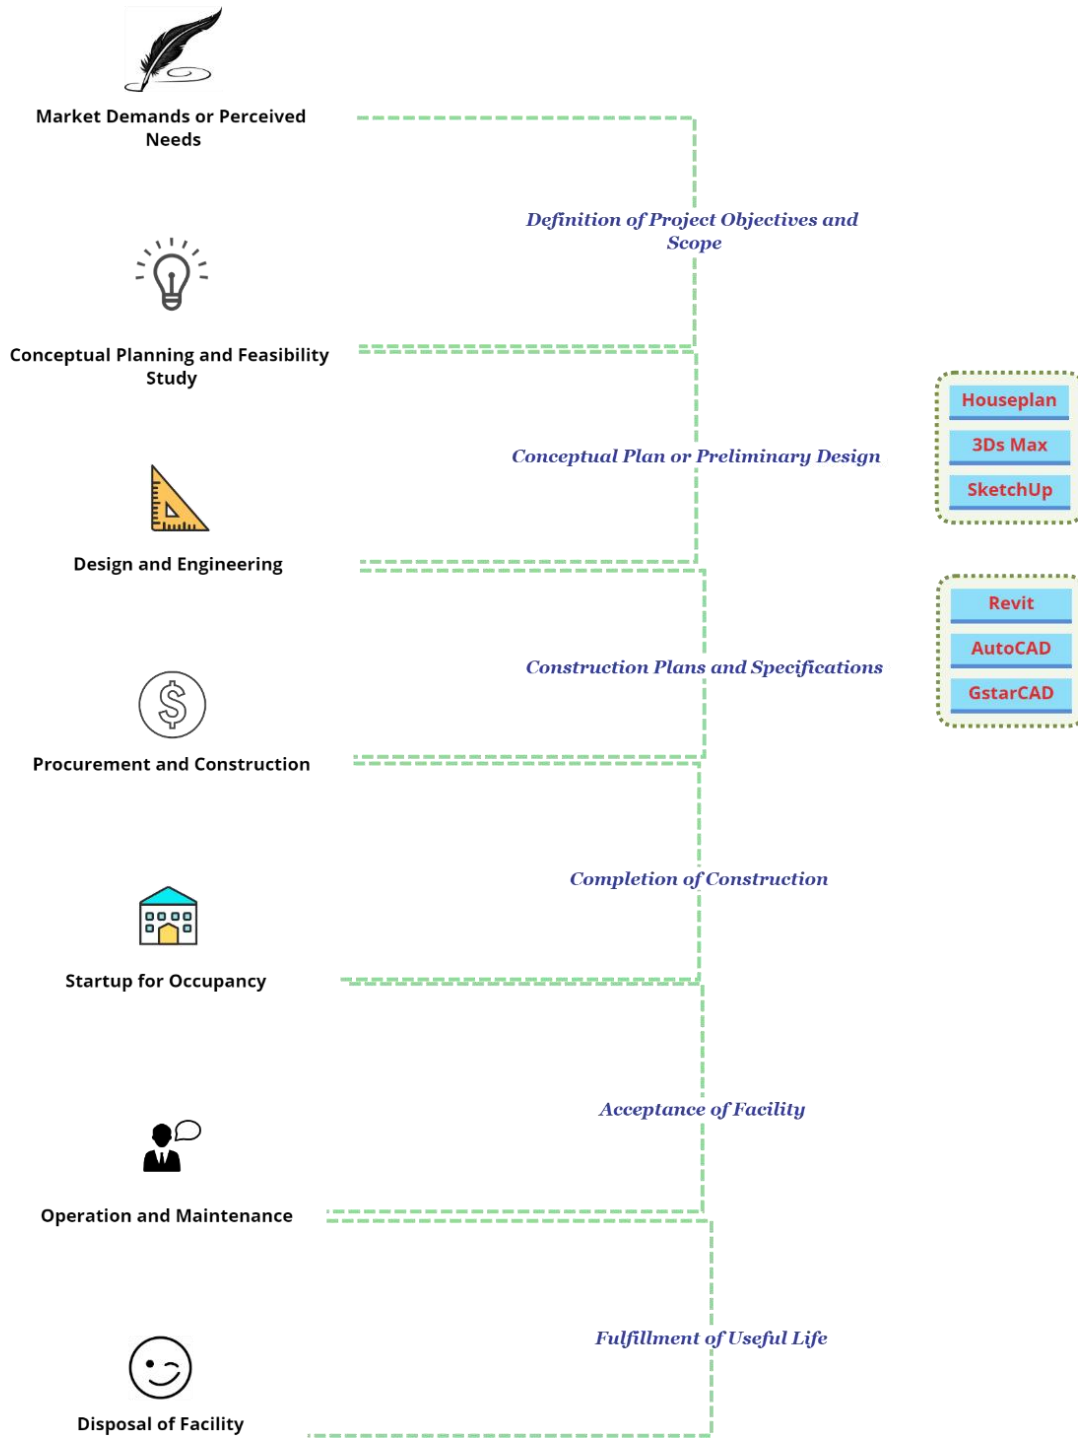 Market Demands or Perceived
Needs
Definition of Project Objectives and
Scope
Conceptual Planning and Feasibility
Study
Houseplan
3Ds Max
SketchUp
Conceptual Plan or Preliminary Design
Design and Engineering
Revit
AutoCAD
GstarCAD
Construction Plans and Specifications
Procurement and Construction
Completion of Construction
Startup for Occupancy
Acceptance of Facility
Operation and Maintenance
Fulfillment of Useful Life
Disposal of Facility